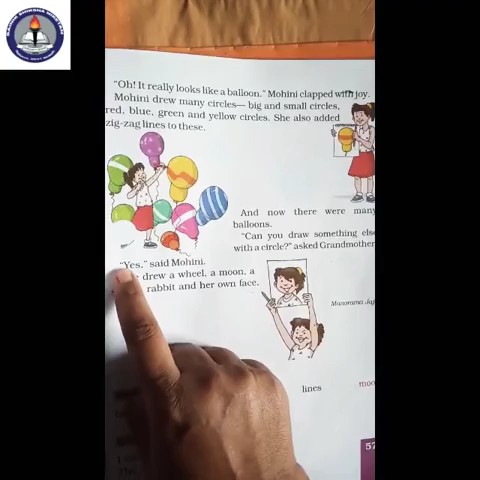 "Oh! It really looks like a balloon." Mohini clapped with joy.
Mohini drew many circles— big and small circles,
red, blue, green and yellow circles. She also added
zig-zag lines to these.
And now there were many
balloons.
"Can you draw something else
with a circle?" asked Grandmother
"Yes," said Mohini.
drew a wheel, a moon, a
rabbit and her own face.
lines
57